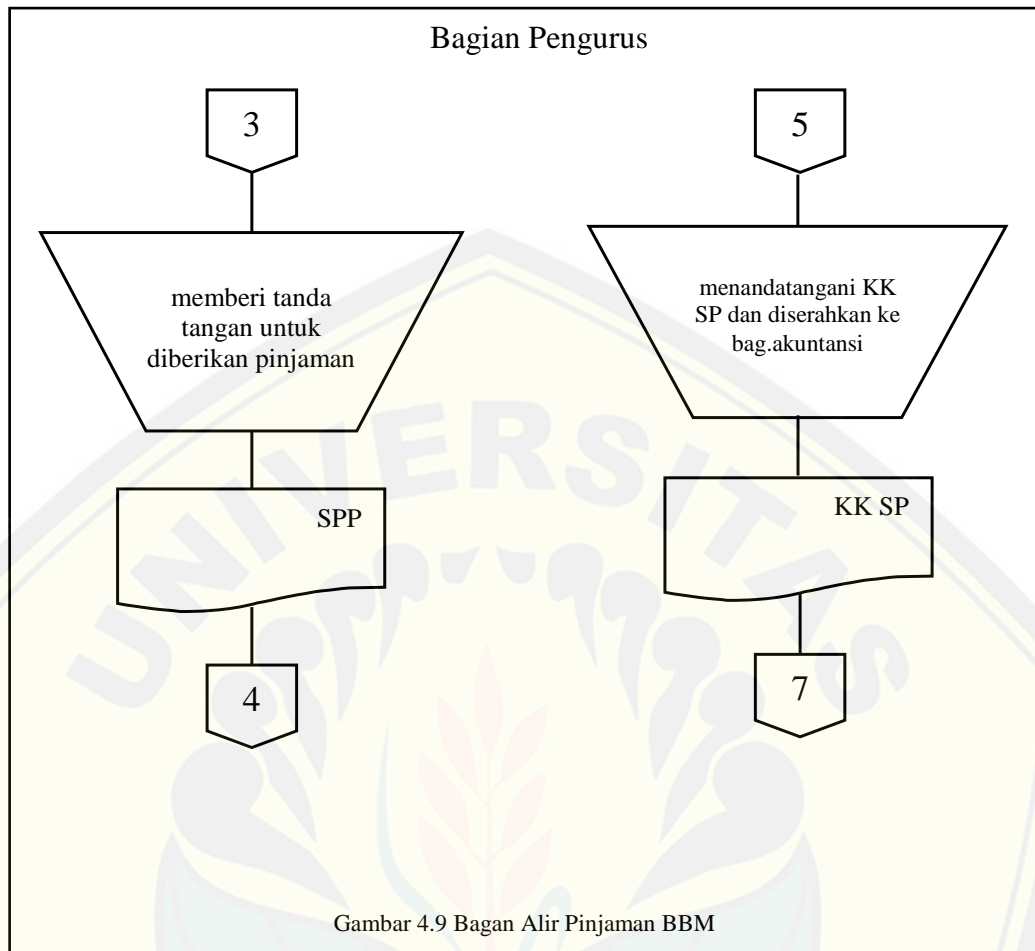 Bagian Pengurus
3
memberi tanda
tangan untuk
diberikan pinjaman
SPP
4
5
menandatangani KK
SP dan diserahkan ke
bag.akuntansi
KK SP
7
UNIVERSITAS
Gambar 4.9 Bagan Alir Pinjaman BBM